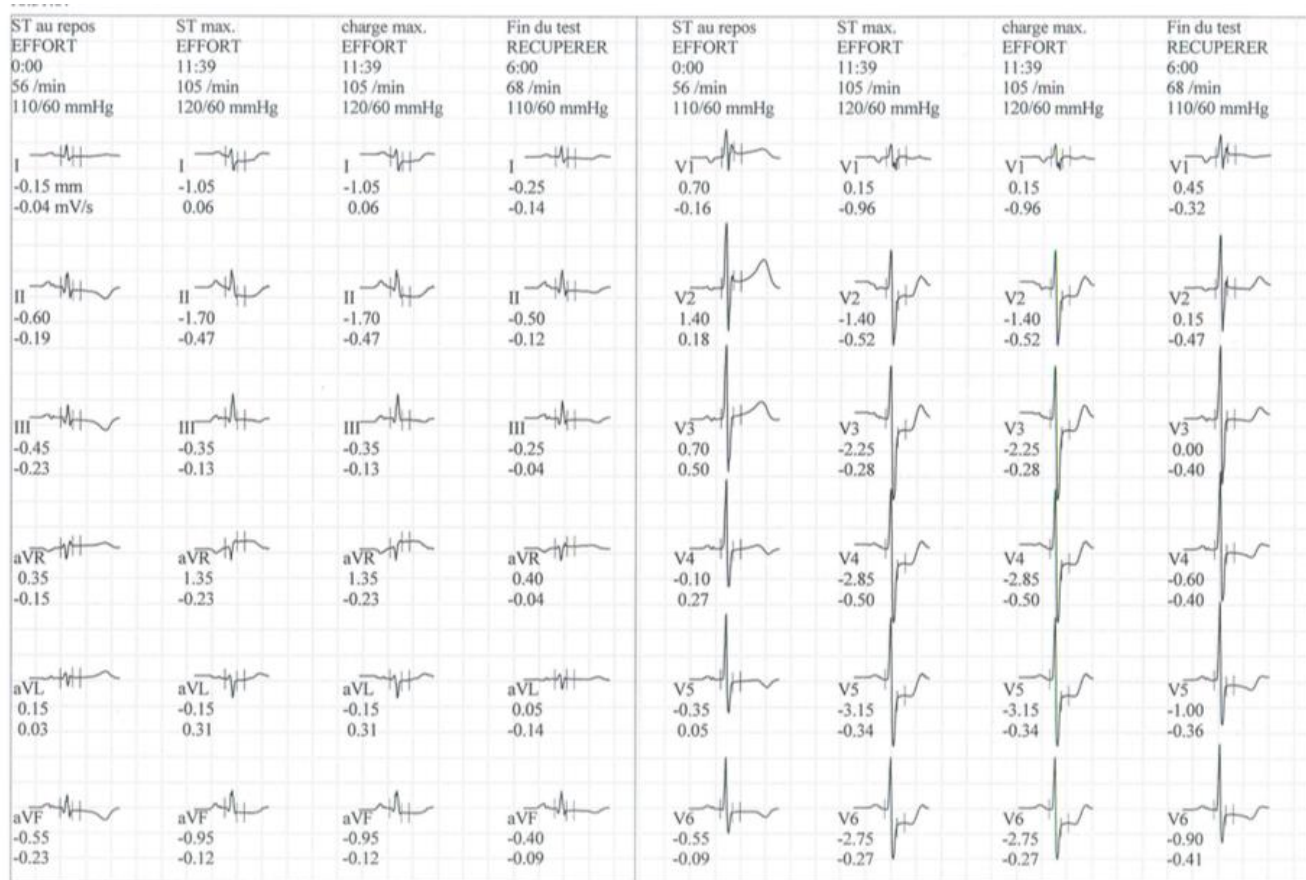 ST au repos
EFFORT
0:00
56 /min
110/60 mmHg
ST max.
EFFORT
11:39
105 /min
120/60 mmHg
charge max.
EFFORT
11:39
105 /min
120/60 mmHg
Fin du test
RECUPERER
6:00
68 /min
110/60 mmHg
I
-0.15 mm
-0.04 mV/s
I
-1.05
0.06
I
-1.05
0.06
I
-0.25
-0.14
II
-0.60
-0.19
II
-1.70
-0.47
II
-1.70
-0.47
II
-0.50
-0.12
III
-0.45
-0.23
III
-0.35
-0.13
III
-0.35
-0.13
III
-0.25
-0.04
aVR
0.35
-0.15
aVR
1.35
-0.23
aVR
1.35
-0.23
aVR
0.40
-0.04
aVL
0.15
0.03
aVL
-0.15
0.31
aVL
-0.15
0.31
aVL
0.05
-0.14
aVF
-0.55
-0.23
aVF
-0.95
-0.12
aVF
-0.95
-0.12
aVF
-0.40
-0.09
ST au repos
EFFORT
0:00
56 /min
110/60 mmHg
ST max.
EFFORT
11:39
105 /min
120/60 mmHg
charge max.
EFFORT
11:39
105 /min
120/60 mmHg
Fin du test
RECUPERER
6:00
68 /min
110/60 mmHg
V1
0.70
-0.16
V1
0.15
-0.96
V1
0.15
-0.96
V1
0.45
-0.32
V2
1.40
0.18
V2
-1.40
-0.52
V2
-1.40
-0.52
V2
0.15
-0.47
V3
0.70
0.50
V3
-2.25
-0.28
V3
-2.25
-0.28
V3
0.00
-0.40
V4
-0.10
0.27
V4
-2.85
-0.50
V4
-2.85
-0.50
V4
-0.60
-0.40
V5
-0.35
0.05
V5
-3.15
-0.34
V5
-3.15
-0.34
V5
-1.00
-0.36
V6
-0.55
-0.09
V6
-2.75
-0.27
V6
-2.75
-0.27
V6
-0.90
-0.41